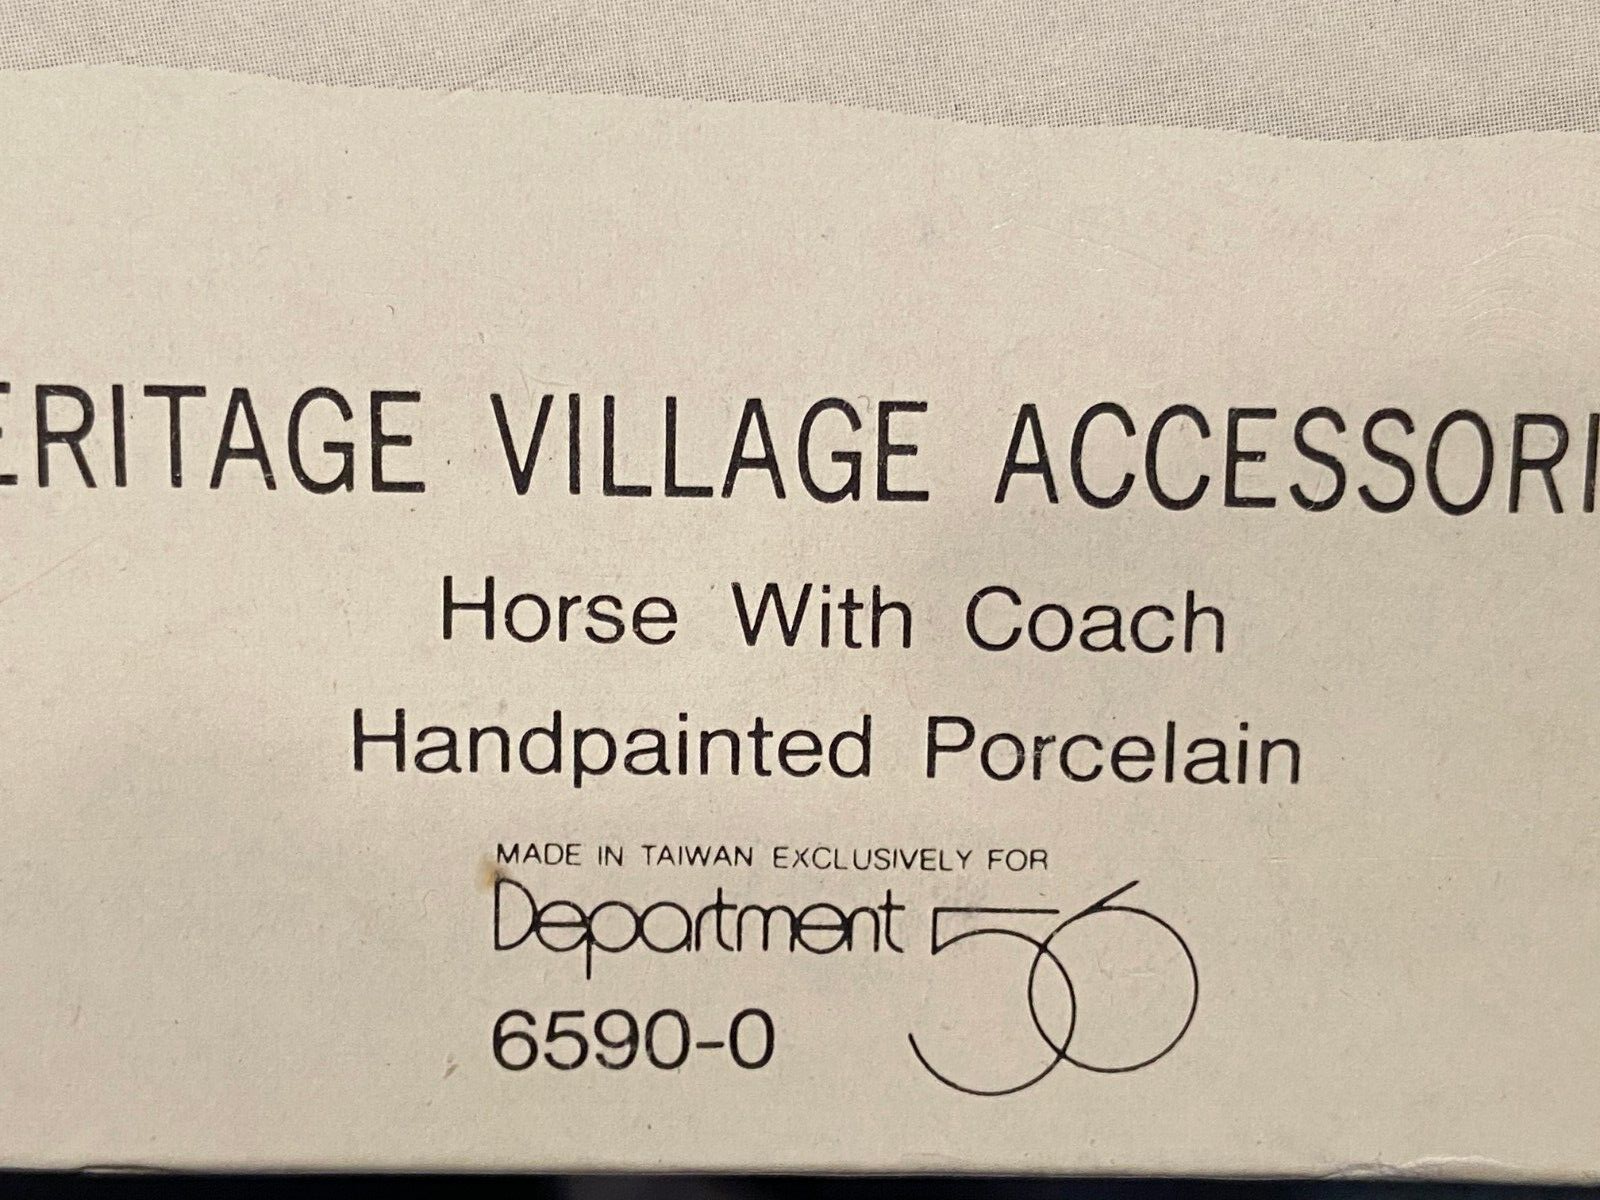 ERITAGE VILLAGE ACCESSORI
Horse With Coach
Handpainted Porcelain
MADE IN TAIWAN EXCLUSIVELY FOR
Department 56
6590-0